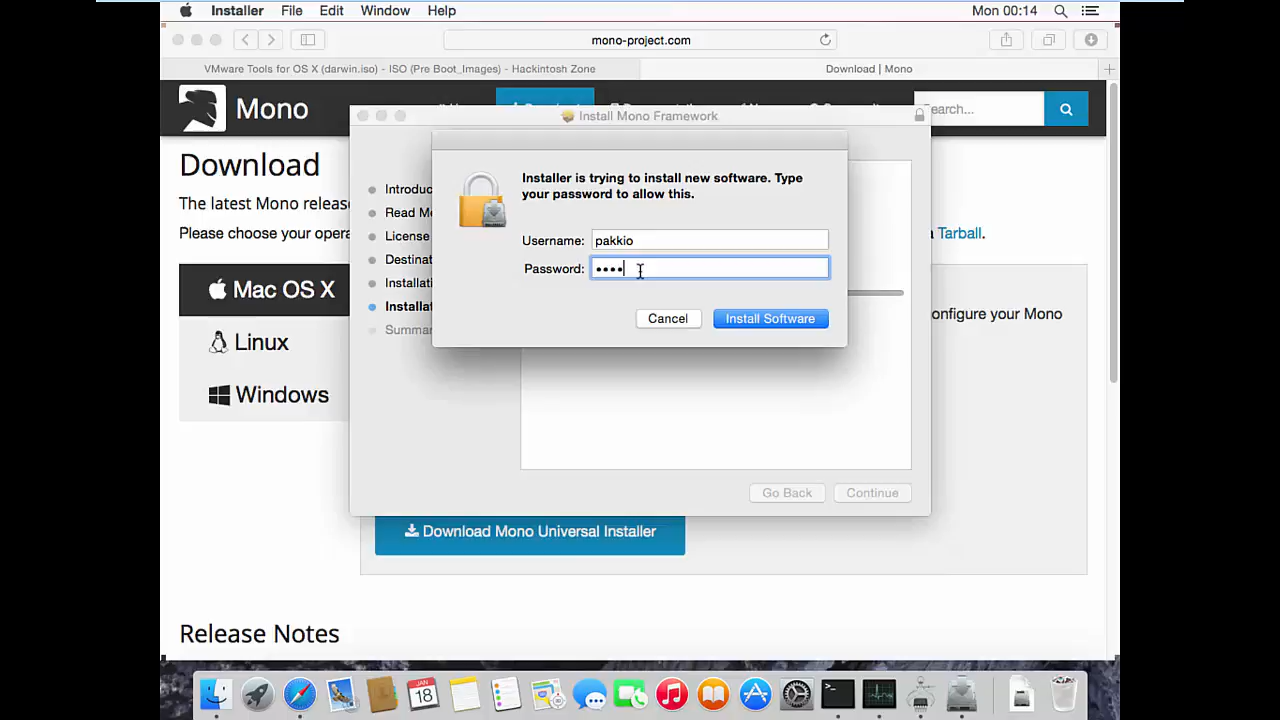 Installer File Edit Window Help Mon 00:14
mono-project.com
VMware Tools for OS X (darwin.iso) - ISO (Pre Boot_Images) - Hackintosh Zone
Download | Mono
Mono
Search...
Install Mono Framework
Download
The latest Mono releas
Please choose your opera
a Tarball.
Mac OS X
Linux
Windows
Introduc
Read Me
License
Destinat
Installati
Installat
Summar
Installer is trying to install new software. Type
your password to allow this.
Username: pakkio
Password: ••••
Cancel
Install Software
onfigure your Mono
Go Back
Continue
Download Mono Universal Installer
Release Notes
JAN
18